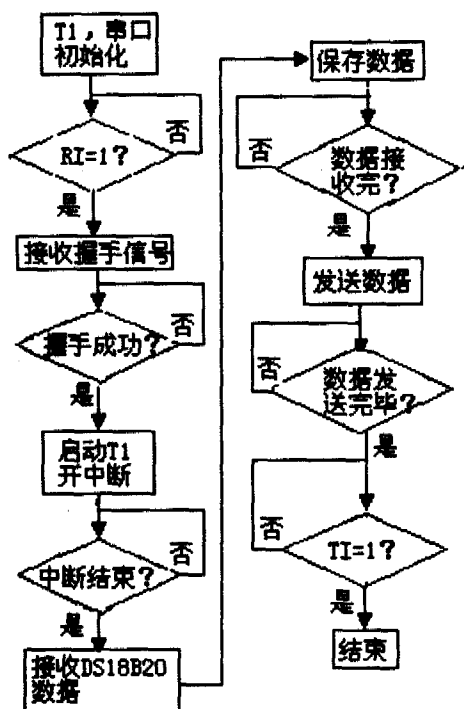 T1，串口
初始化
否
RI=1？
是
接收握手信号
否
握手成功？
是
启动T1
开中断
否
中断结束？
是
接收DS18B20
数据
保存数据
否
数据接
收完？
是
发送数据
否
数据发
送完毕？
是
否
TI=1？
是
结束